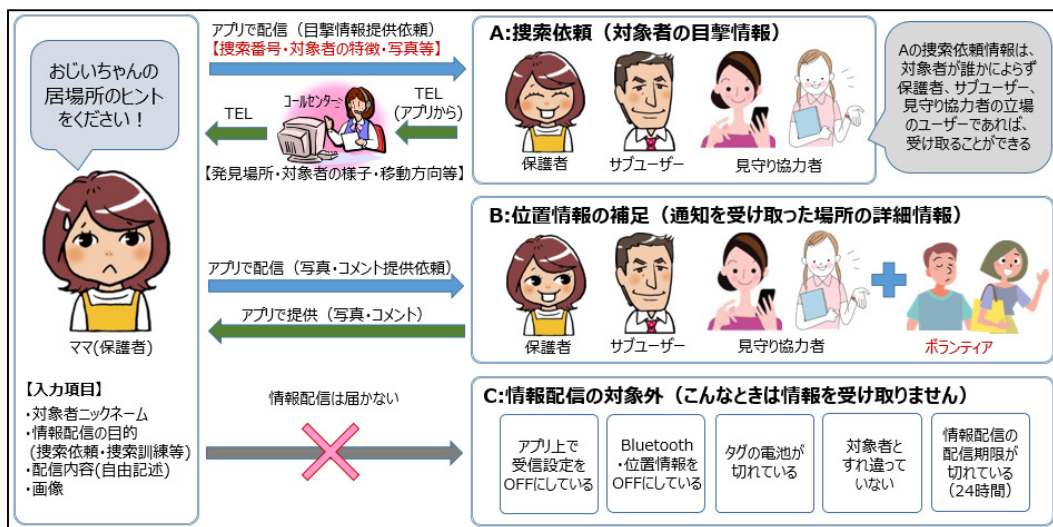 おじいちゃんの
居場所のヒント
をください！
ママ(保護者)
【入力項目】
・対象者ニックネーム
・情報配信の目的
(捜索依頼・捜索訓練等)
・配信内容(自由記述)
・画像
アプリで配信（目撃情報提供依頼）
【捜索番号・対象者の特徴・写真等】
TEL
コールセンター
TEL
(アプリから)
【発見場所・対象者の様子・移動方向等】
A:捜索依頼（対象者の目撃情報）
保護者
サブユーザー
見守り協力者
Aの捜索依頼情報は、
対象者が誰かによらず
保護者、サブユーザー、
見守り協力者の立場
のユーザーであれば、
受け取ることができる
アプリで配信（写真・コメント提供依頼）
アプリで提供（写真・コメント）
B:位置情報の補足（通知を受け取った場所の詳細情報）
保護者
サブユーザー
見守り協力者
ボランティア
情報配信は届かない
C:情報配信の対象外（こんなときは情報を受け取りません）
アプリ上で
受信設定を
OFFにしている
Bluetooth
・位置情報を
OFFにしている
タグの電池が
切れている
対象者と
すれ違って
いない
情報配信の
配信期限が
切れている
（24時間）